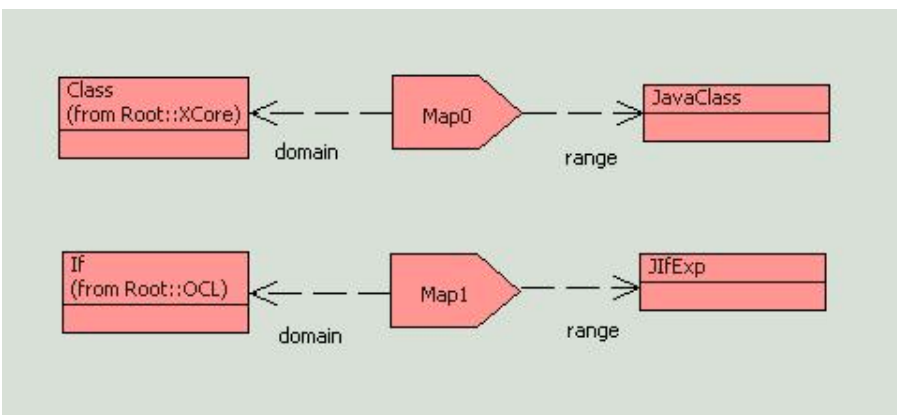 Class
(from Root::XCore)
domain
Map0
range
JavaClass
If
(from Root::OCL)
domain
Map1
range
JIfExp